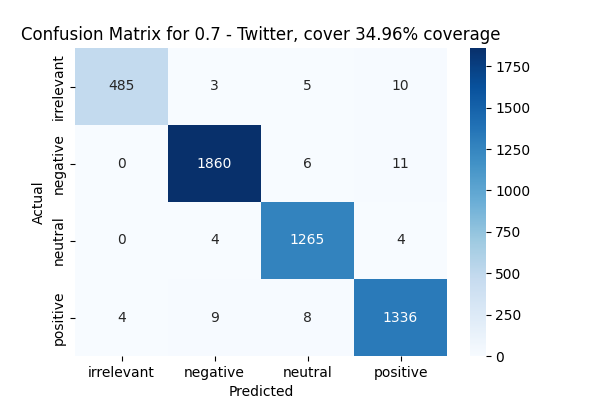 Confusion Matrix for 0.7 - Twitter, cover 34.96% coverage
irrelevant 485 3 5 10
negative 0 1860 6 11
neutral 0 4 1265 4
positive 4 9 8 1336
Actual
irrelevant negative neutral positive
Predicted
1750
1500
1250
1000
750
500
250
0